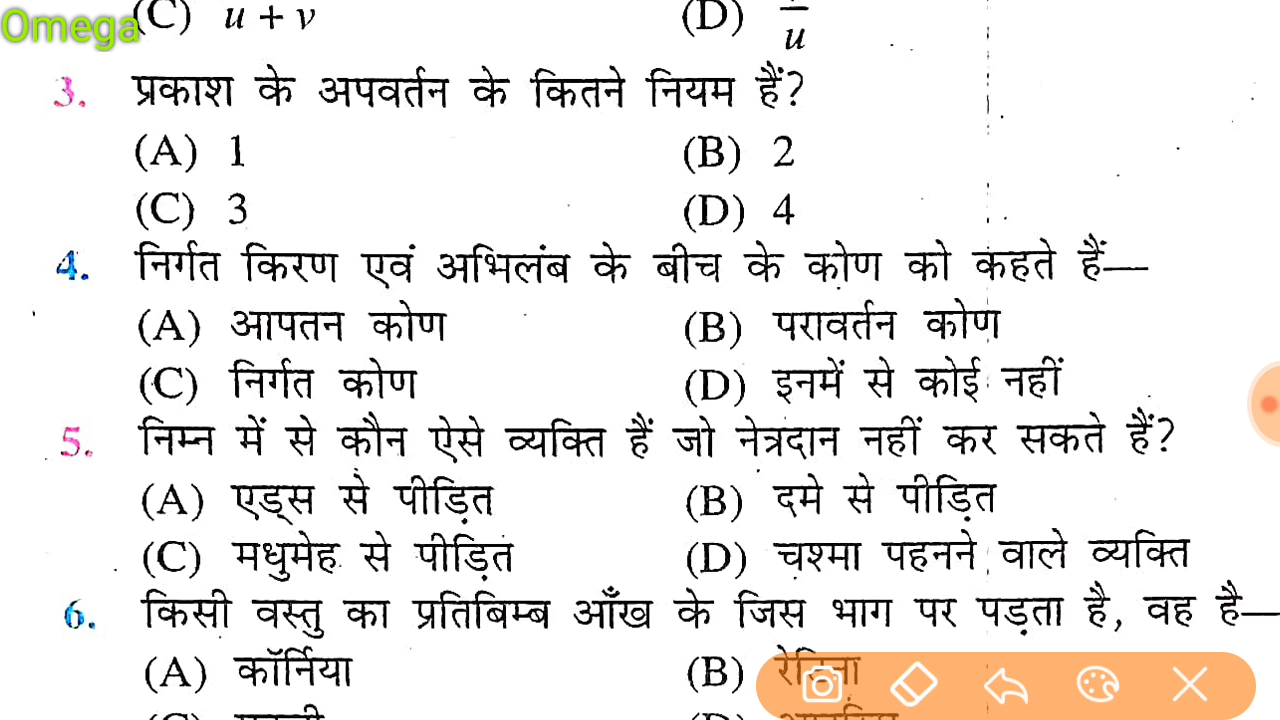 Omega
(C) u + v (D) u
3. प्रकाश के अपवर्तन के कितने नियम हैं?
(A) 1 (B) 2
(C) 3 (D) 4
4. निर्गत किरण एवं अभिलंब के बीच के कोण को कहते हैं—
(A) आपतन कोण (B) परावर्तन कोण
(C) निर्गत कोण (D) इनमें से कोई नहीं
5. निम्न में से कौन ऐसे व्यक्ति हैं जो नेत्रदान नहीं कर सकते हैं?
(A) एड्स से पीड़ित (B) दमे से पीड़ित
(C) मधुमेह से पीड़ित (D) चश्मा पहनने वाले व्यक्ति
6. किसी वस्तु का प्रतिबिम्ब आँख के जिस भाग पर पड़ता है, वह है—
(A) कॉर्निया (B) रेटिना